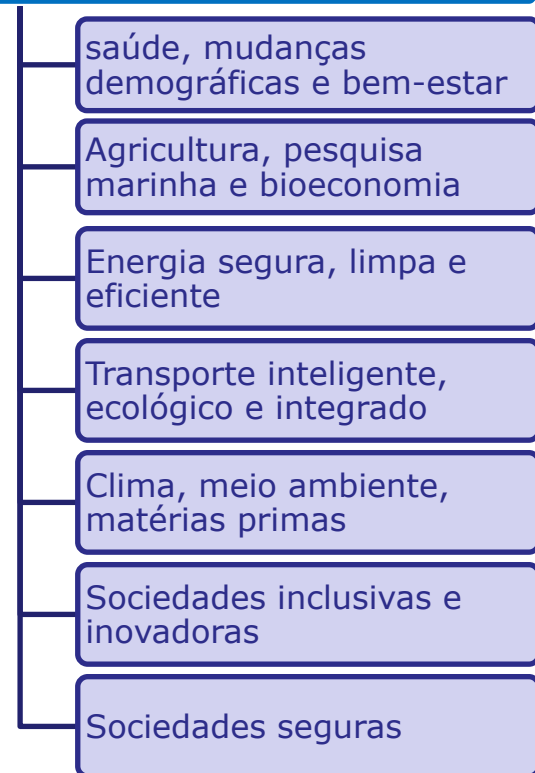 saúde, mudanças
demográficas e bem-estar
Agricultura, pesquisa
marinha e bioeconomia
Energia segura, limpa e
eficiente
Transporte inteligente,
ecológico e integrado
Clima, meio ambiente,
matérias primas
Sociedades inclusivas e
inovadoras
Sociedades seguras